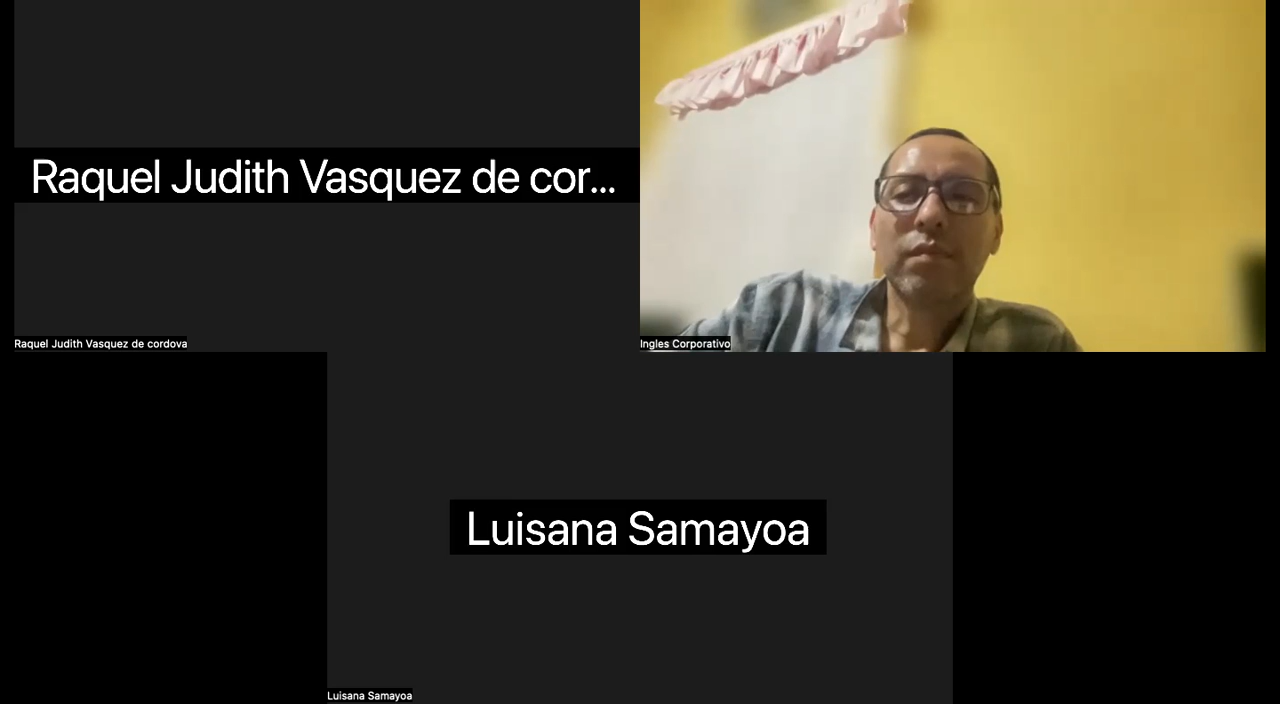 Raquel Judith Vasquez de cor...
Raquel Judith Vasquez de cordova
Ingles Corporativo
Luisana Samayoa
Luisana Samayoa